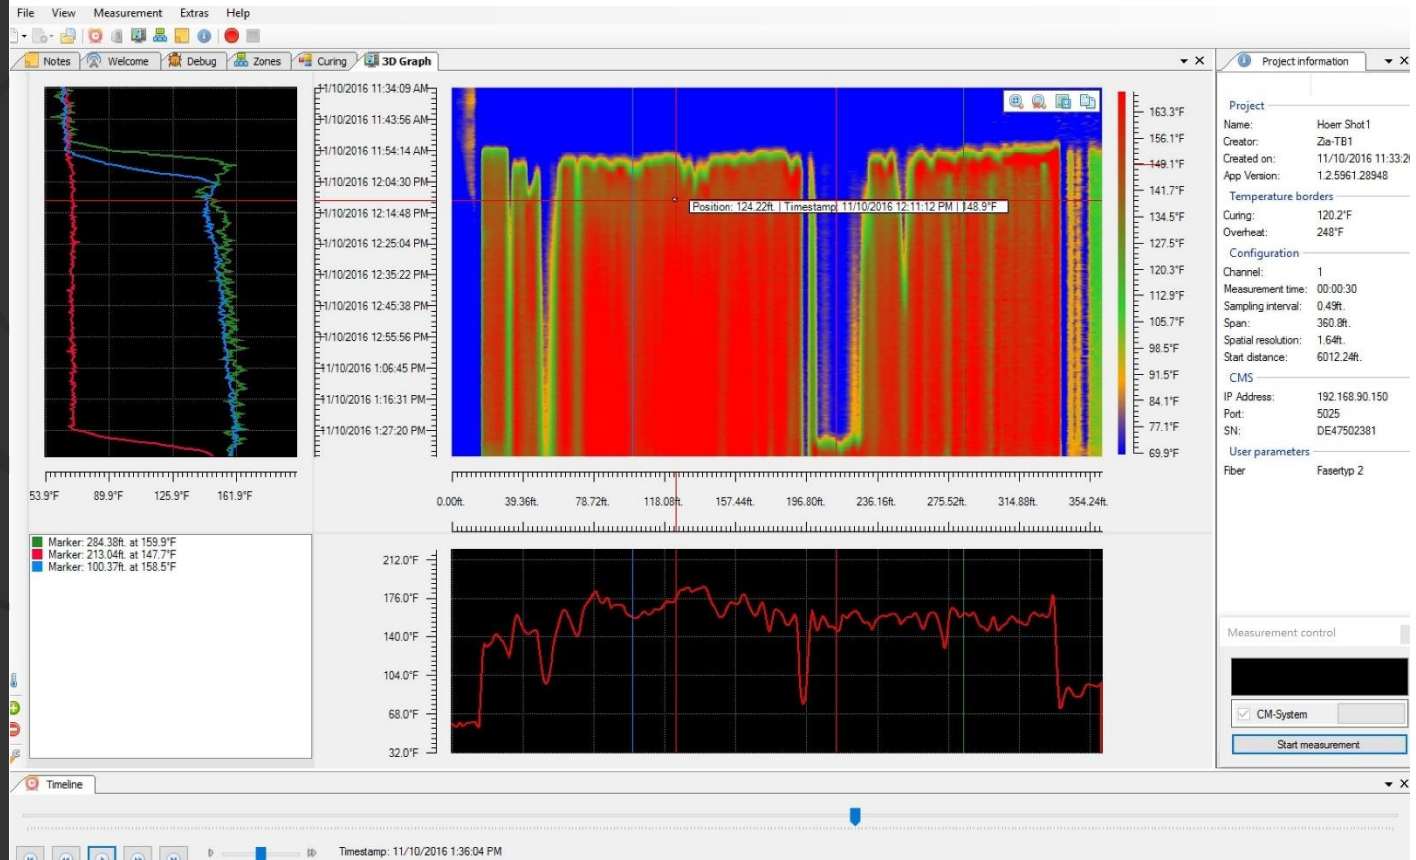 File View Measurement Extras Help
Notes Welcome Debug Zones Curing 3D Graph
11/10/2016 11:34:09 AM
11/10/2016 11:43:56 AM
11/10/2016 11:54:14 AM
11/10/2016 12:04:30 PM
11/10/2016 12:14:48 PM
11/10/2016 12:25:04 PM
11/10/2016 12:35:22 PM
11/10/2016 12:45:38 PM
11/10/2016 12:55:56 PM
11/10/2016 1:06:45 PM
11/10/2016 1:16:31 PM
11/10/2016 1:27:20 PM
53.9°F 89.9°F 125.9°F 161.9°F
Position: 124.22ft. | Timestamp: 11/10/2016 12:11:12 PM | 148.9°F
163.3°F
156.1°F
149.1°F
141.7°F
134.5°F
127.5°F
120.3°F
112.9°F
105.7°F
98.5°F
91.5°F
84.1°F
77.1°F
69.9°F
0.00ft. 39.36ft. 78.72ft. 118.08ft. 157.44ft. 196.80ft. 236.16ft. 275.52ft. 314.88ft. 354.24ft.
Marker: 284.38ft. at 159.9°F
Marker: 213.04ft. at 147.7°F
Marker: 100.37ft. at 158.5°F
212.0°F
176.0°F
140.0°F
104.0°F
68.0°F
32.0°F
Project information
Project
Name: Hoerr Shot1
Creator: Zia-TB1
Created on: 11/10/2016 11:33:20
App Version: 1.2.5961.28948
Temperature borders
Curing: 120.2°F
Overheat: 248°F
Configuration
Channel: 1
Measurement time: 00:00:30
Sampling interval: 0.49ft.
Span: 360.8ft.
Spatial resolution: 1.64ft.
Start distance: 6012.24ft.
CMS
IP Address: 192.168.90.150
Port: 5025
SN: DE47502381
User parameters
Fiber Fasertyp 2
Measurement control
CM-System
Start measurement
Timeline
Timestamp: 11/10/2016 1:36:04 PM